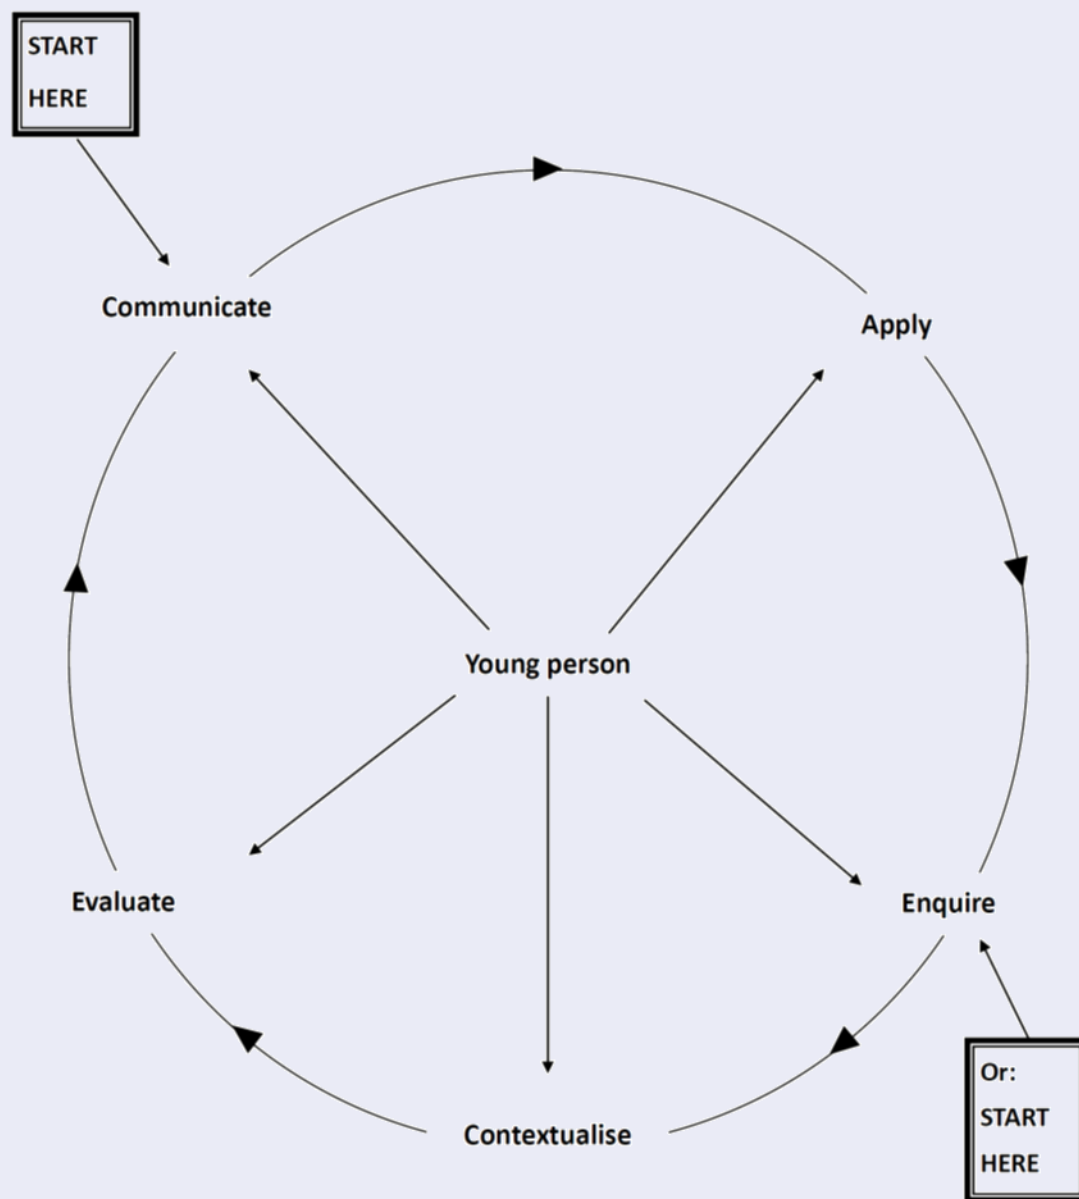 START
HERE
Communicate
Apply
Young person
Evaluate
Enquire
Contextualise
Or:
START
HERE